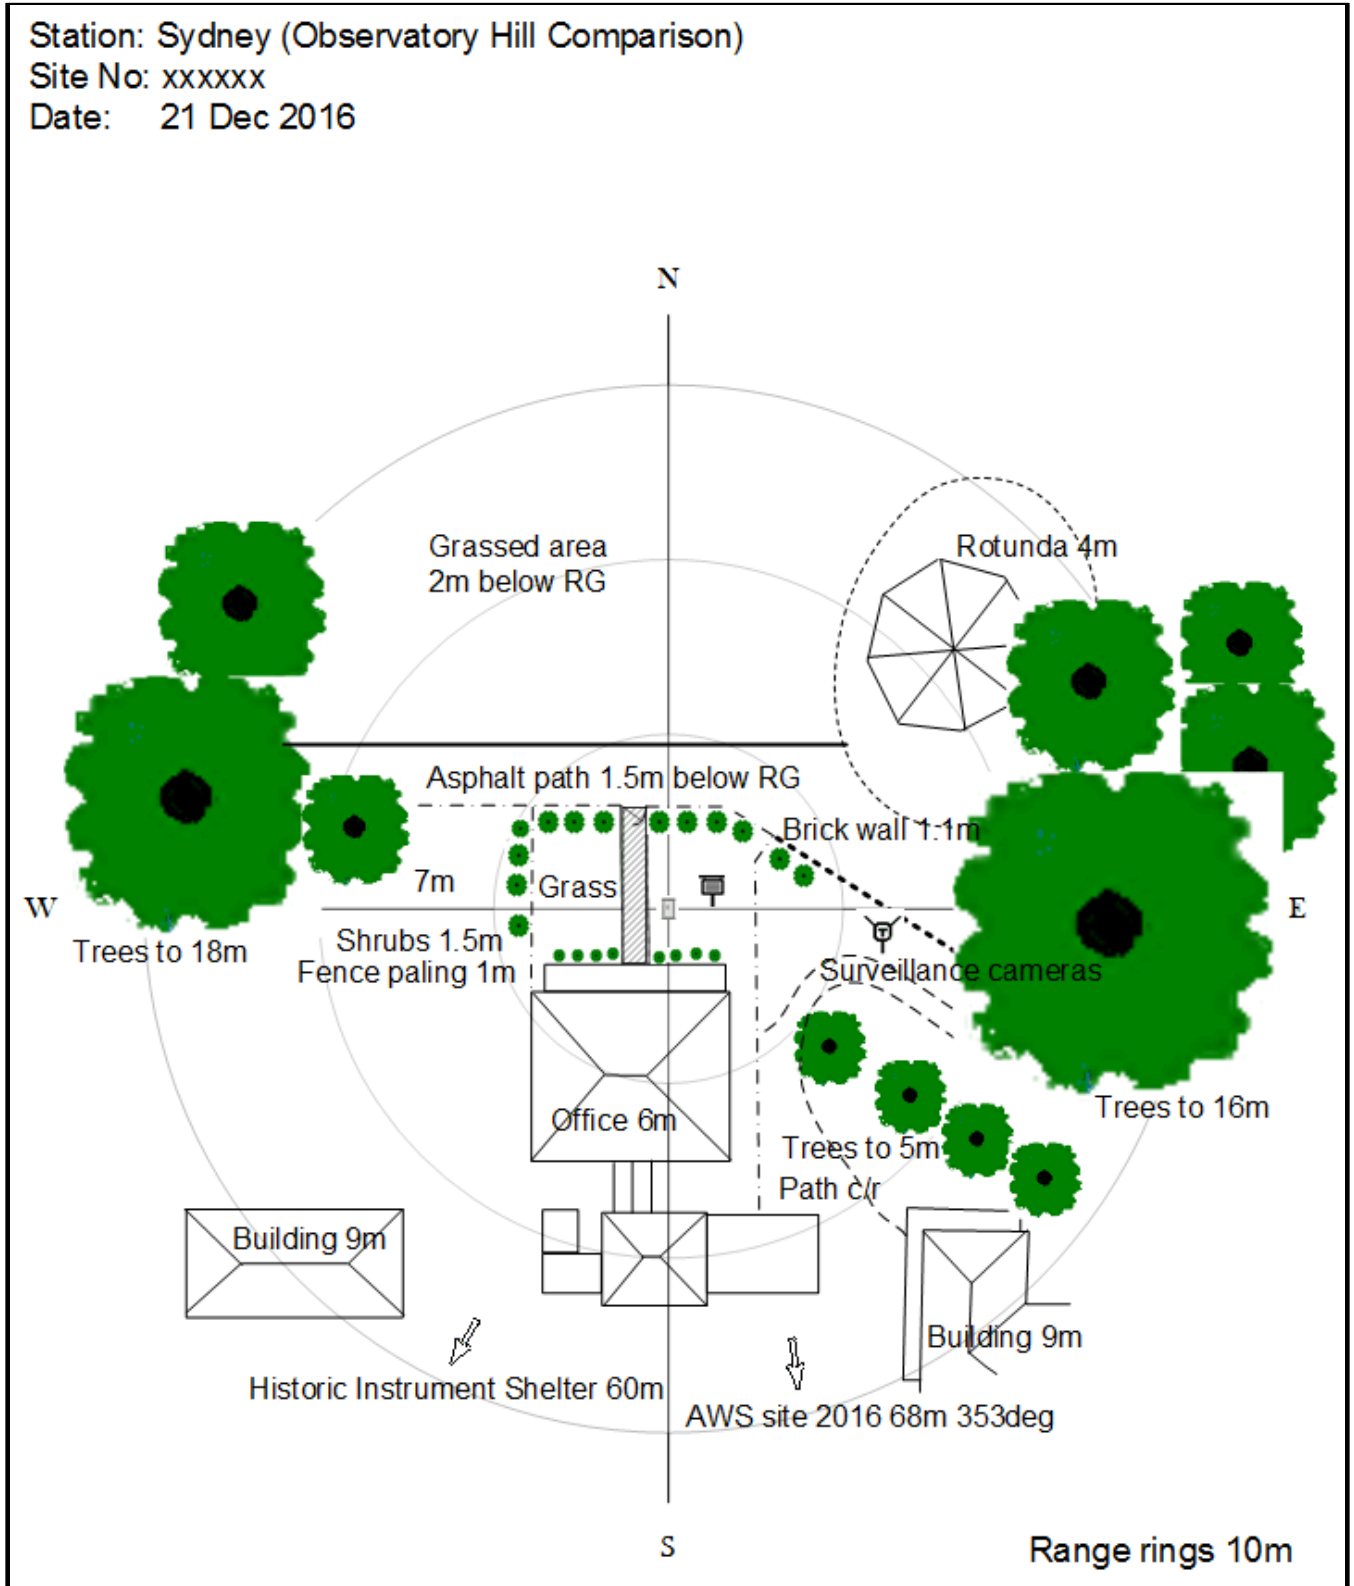 Station: Sydney (Observatory Hill Comparison)
Site No: xxxxxx
Date: 21 Dec 2016
N
Grassed area
2m below RG
Rotunda 4m
Asphalt path 1.5m below RG
Brick wall 1.1m
7m
Grass
W
E
T
Shrubs 1.5m
Trees to 18m
Fence paling 1m
Surveillance cameras
Office 6m
Trees to 16m
Trees to 5m
Path c/r
Building 9m
Building 9m
Historic Instrument Shelter 60m
AWS site 2016 68m 353deg
S
Range rings 10m